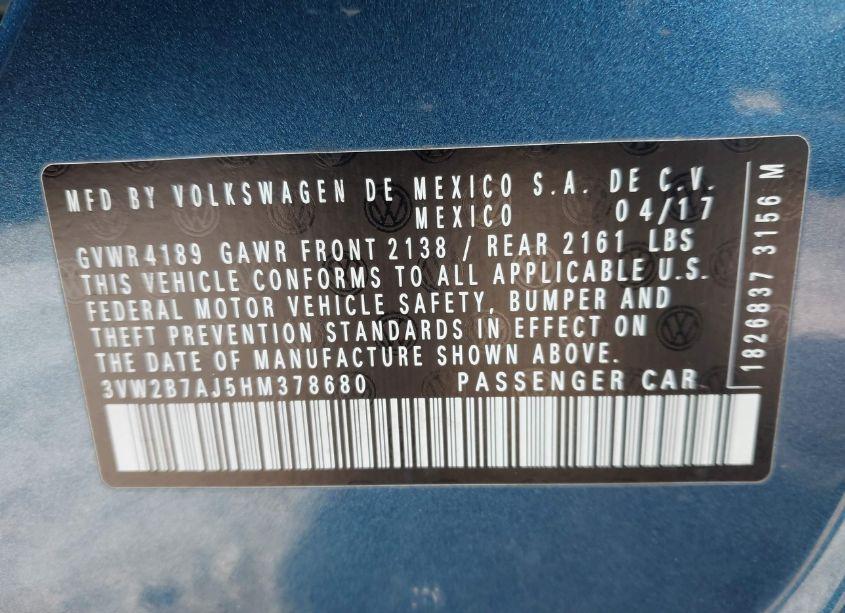 MFD BY VOLKSWAGEN DE MEXICO S.A. DE C.V.
MEXICO 04/17
GVWR4189 GAWR FRONT 2138 / REAR 2161 LBS
THIS VEHICLE CONFORMS TO ALL APPLICABLE U.S.
FEDERAL MOTOR VEHICLE SAFETY, BUMPER AND
THEFT PREVENTION STANDARDS IN EFFECT ON
THE DATE OF MANUFACTURE SHOWN ABOVE.
3VW2B7AJ5HM378680 PASSENGER CAR
1826837 3156 M